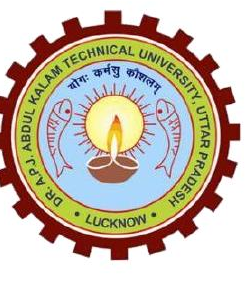 DR. A.P.J. ABDUL KALAM TECHNICAL UNIVERSITY, UTTAR PRADESH
योगः कर्मसु कौशलम्
• LUCKNOW •